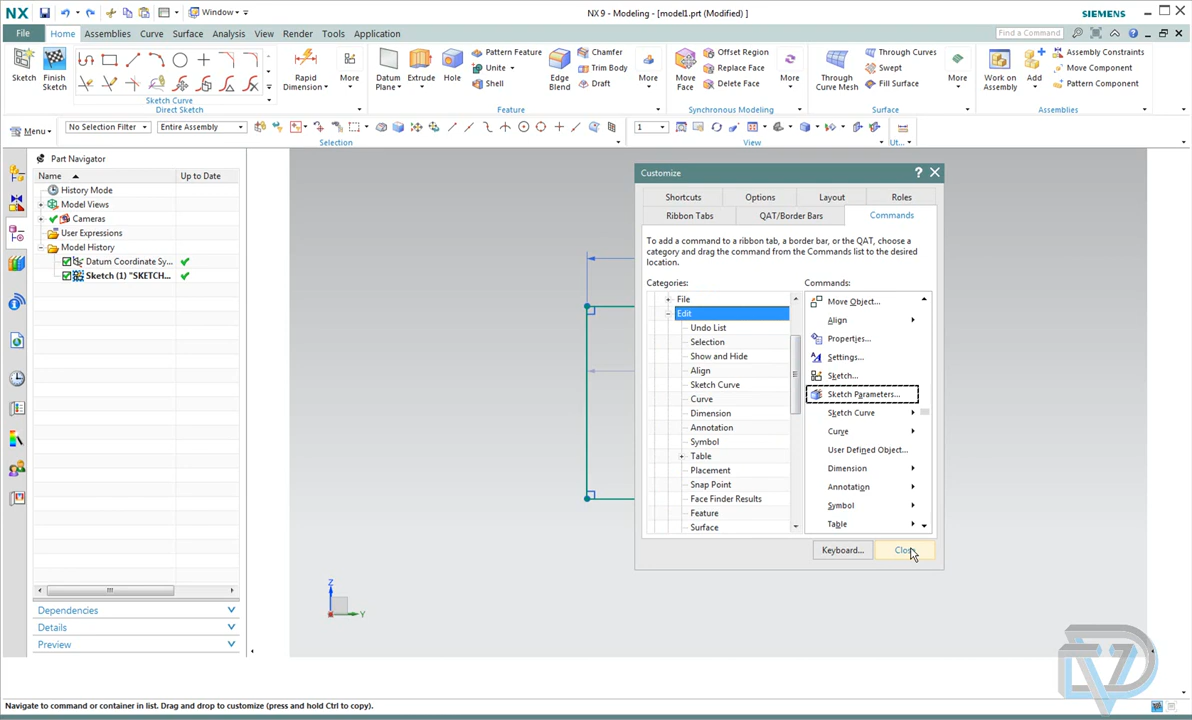 NX Window NX 9 - Modeling - [model1.prt (Modified) ] SIEMENS
File Home Assemblies Curve Surface Analysis View Render Tools Application Find a Command
Sketch Finish Sketch Rapid Dimension More Datum Plane Extrude Hole Pattern Feature Unite Shell Edge Blend Chamfer Trim Body Draft More Move Face Offset Region Replace Face Delete Face More Through Curve Mesh Through Curves Swept Fill Surface More Work on Assembly Add Assembly Constraints Move Component Pattern Component
Sketch Curve
Direct Sketch Feature Synchronous Modeling Surface Assemblies
Menu No Selection Filter Entire Assembly 1
Selection View Ut...
Part Navigator
Name Up to Date
History Mode
Model Views
Cameras
User Expressions
Model History
Datum Coordinate Sy...
Sketch (1) "SKETCH...
Dependencies
Details
Preview
Customize
Shortcuts Options Layout Roles
Ribbon Tabs QAT/Border Bars Commands
To add a command to a ribbon tab, a border bar, or the QAT, choose a
category and drag the command from the Commands list to the desired
location.
Categories: Commands:
File
Edit
Undo List
Selection
Show and Hide
Align
Sketch Curve
Curve
Dimension
Annotation
Symbol
Table
Placement
Snap Point
Face Finder Results
Feature
Surface
Move Object...
Align
Properties...
Settings...
Sketch...
Sketch Parameters...
Sketch Curve
Curve
User Defined Object...
Dimension
Annotation
Symbol
Table
Keyboard... Close
Z
Y
Navigate to command or container in list. Drag and drop to customize (press and hold Ctrl to copy).